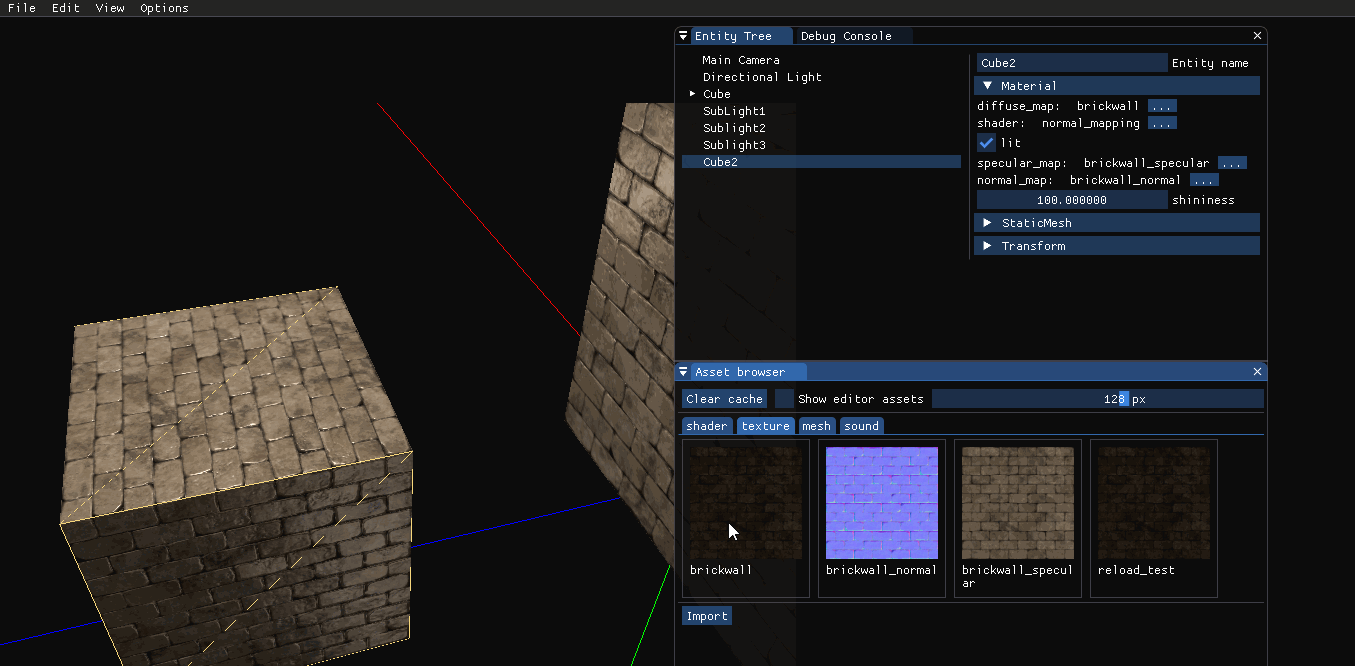 File Edit View Options
Entity Tree Debug Console
Main Camera
Directional Light
Cube
SubLight1
Sublight2
Sublight3
Cube2
Cube2 Entity name
Material
diffuse_map: brickwall ...
shader: normal_mapping ...
lit
specular_map: brickwall_specular ...
normal_map: brickwall_normal ...
100.000000 shininess
StaticMesh
Transform
Asset browser
Clear cache Show editor assets 128 px
shader texture mesh sound
brickwall
brickwall_normal
brickwall_specul
ar
reload_test
Import